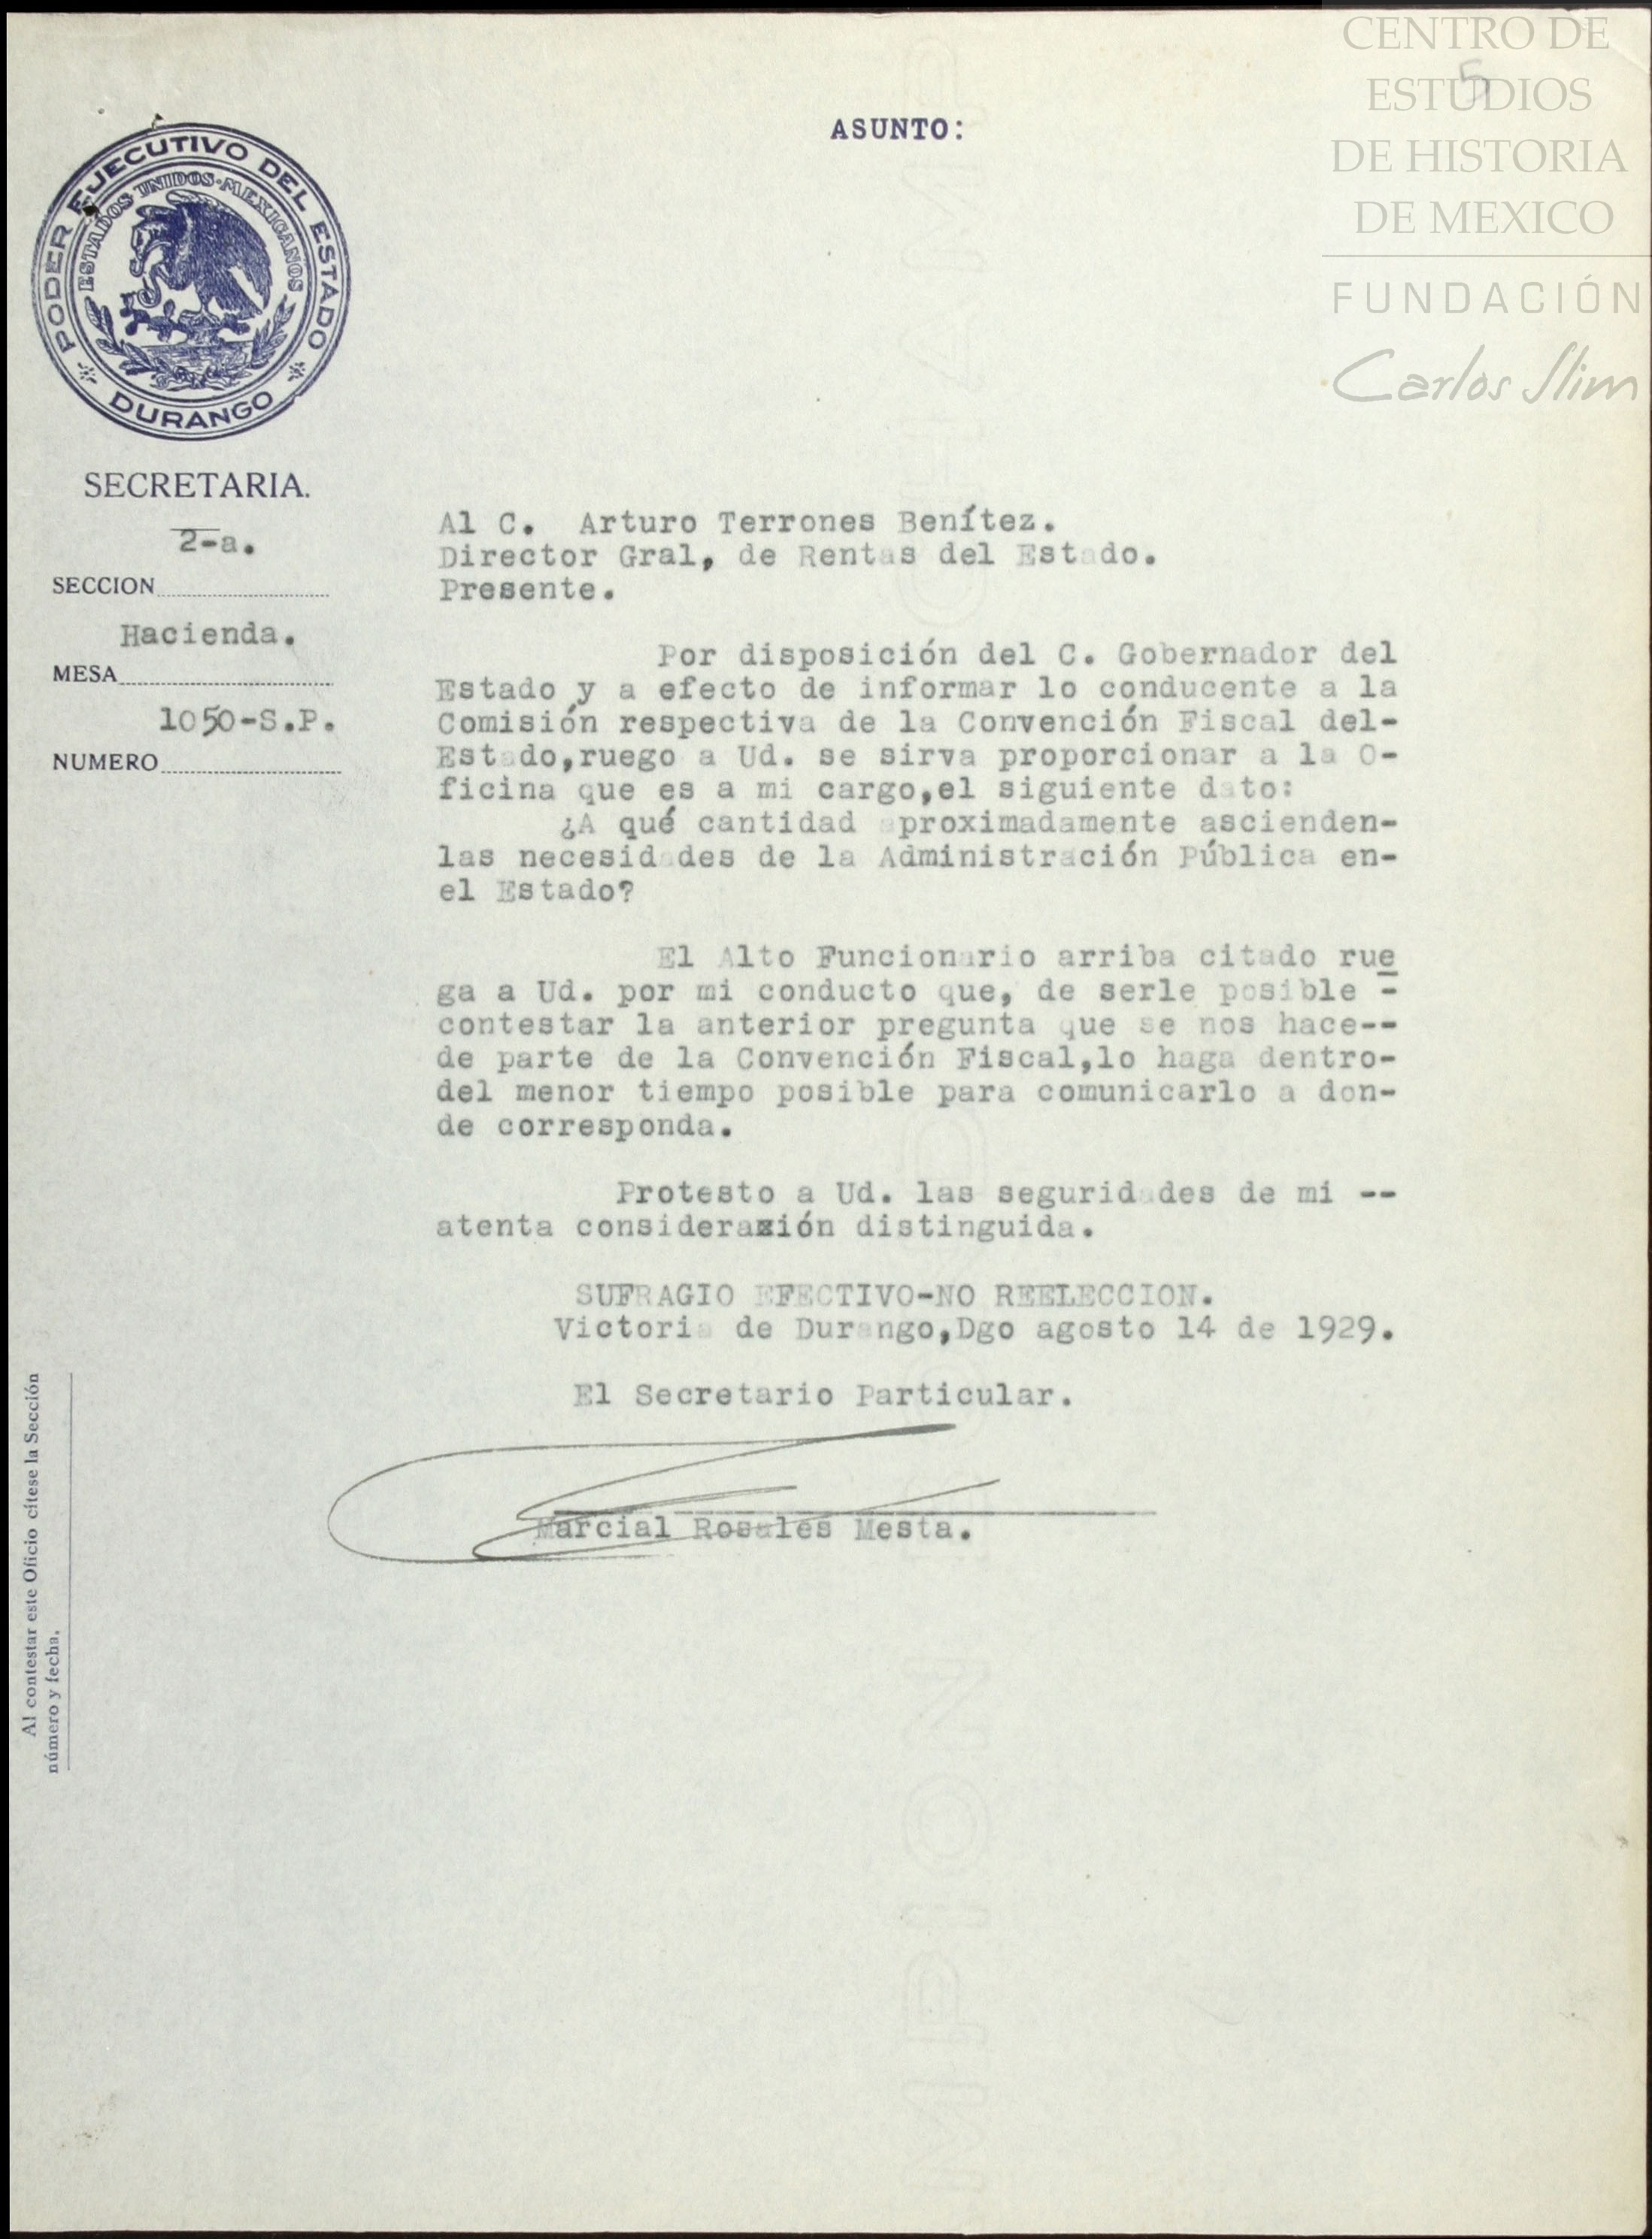 CENTRO DE
ESTUDIOS
DE HISTORIA
DE MEXICO
FUNDACIÓN
Carlos Slim
5
ASUNTO:
PODER EJECUTIVO DEL ESTADO
ESTADOS UNIDOS MEXICANOS
DURANGO
SECRETARIA.
2-a.
SECCION
Hacienda.
MESA
1050-S.P.
NUMERO
Al C. Arturo Terrones Benítez.
Director Gral, de Rentas del Estado.
Presente.
Por disposición del C. Gobernador del
Estado y a efecto de informar lo conducente a la
Comisión respectiva de la Convención Fiscal del-
Estado,ruego a Ud. se sirva proporcionar a la O-
ficina que es a mi cargo,el siguiente dato:
¿A qué cantidad aproximadamente ascienden-
las necesidades de la Administración Pública en-
el Estado?
El Alto Funcionario arriba citado rue
ga a Ud. por mi conducto que, de serle posible -
contestar la anterior pregunta que se nos hace--
de parte de la Convención Fiscal,lo haga dentro-
del menor tiempo posible para comunicarlo a don-
de corresponda.
Protesto a Ud. las seguridades de mi --
atenta consideración distinguida.
SUFRAGIO EFECTIVO-NO REELECCION.
Victoria de Durango,Dgo agosto 14 de 1929.
El Secretario Particular.
Marcial Rosales Mesta.
Al contestar este Oficio cítese la Sección
número y fecha.